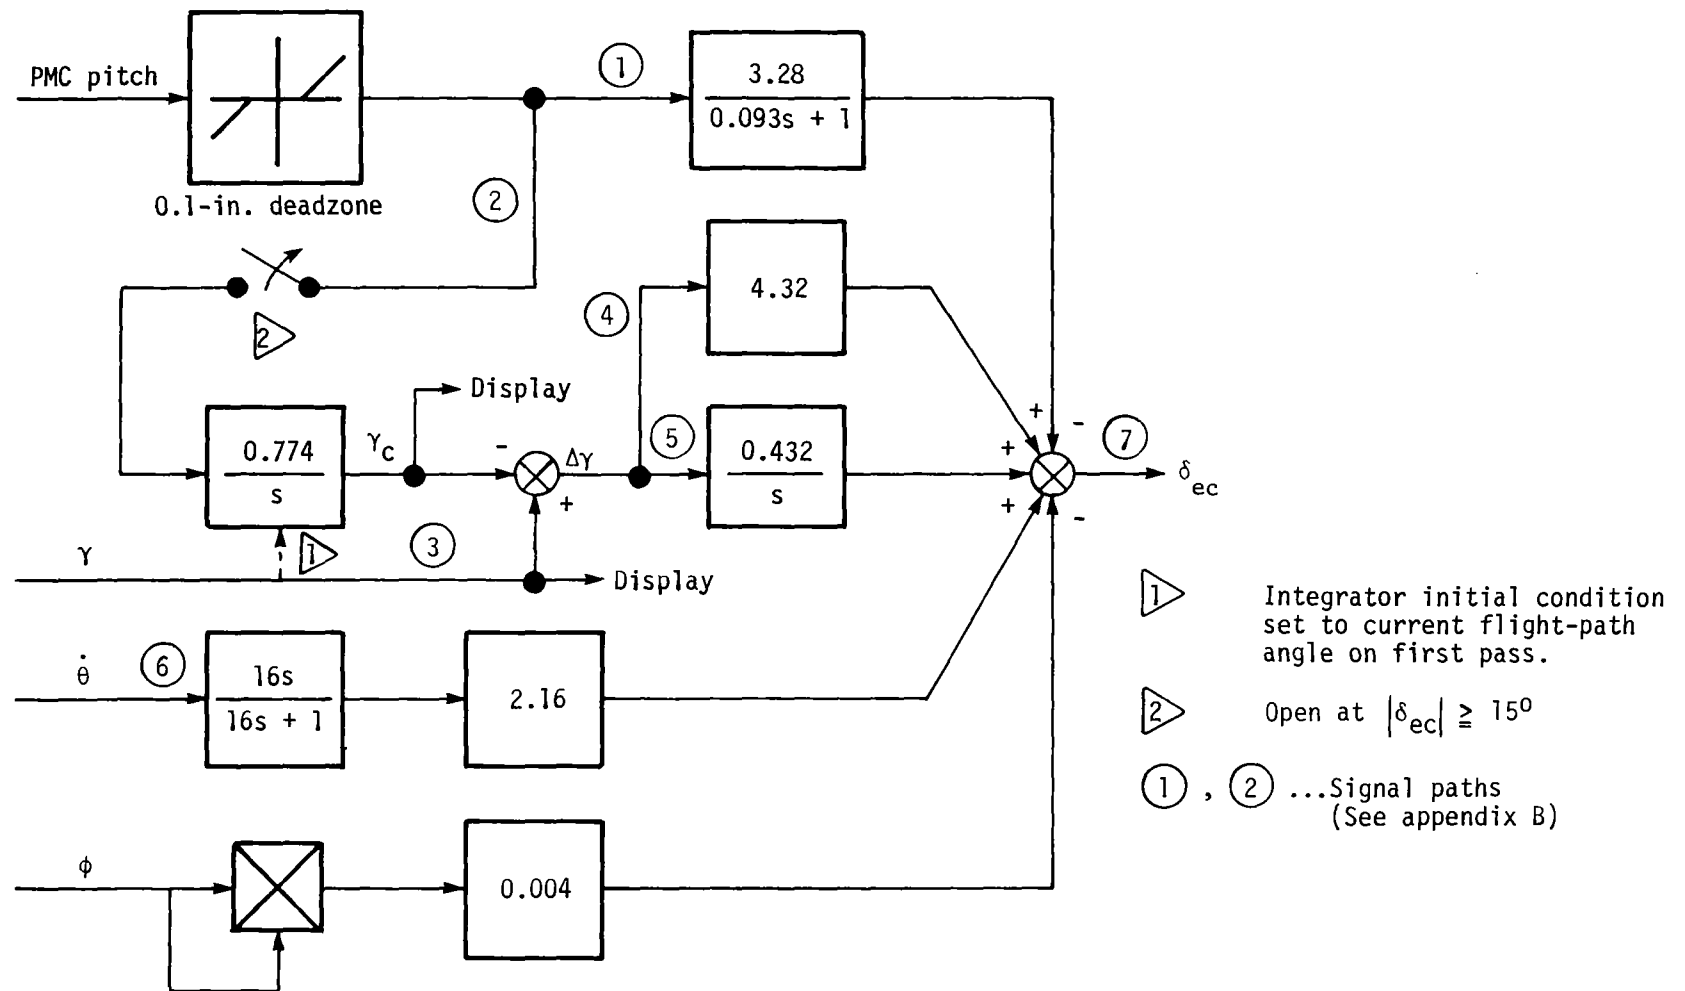 PMC pitch
0.1-in. deadzone
1
3.28
0.093s + 1
2
2
4
4.32
Display
0.774
s
γc
-
+
Δγ
5
0.432
s
+
-
+
+
-
7
δec
γ
1
3
Display
θ̇
6
16s
16s + 1
2.16
ϕ
0.004
1 Integrator initial condition
set to current flight-path
angle on first pass.
2 Open at |δec| ≧ 15⁰
1 , 2 ...Signal paths
(See appendix B)